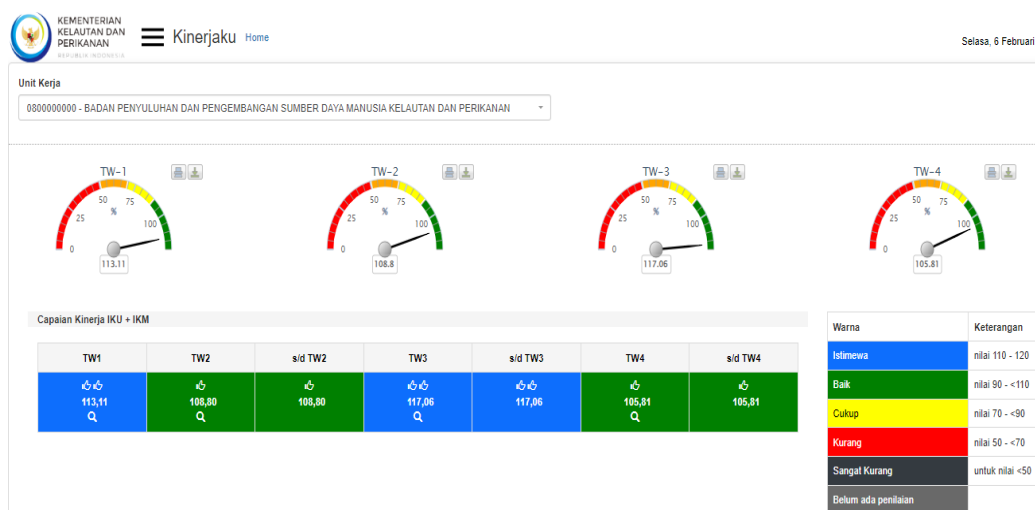 KEMENTERIAN
KELAUTAN DAN
PERIKANAN
REPUBLIK INDONESIA
Kinerjaku Home
Selasa, 6 Februari
Unit Kerja
0800000000 - BADAN PENYULUHAN DAN PENGEMBANGAN SUMBER DAYA MANUSIA KELAUTAN DAN PERIKANAN
TW-1
0 25 50 75 100
%
113.11
TW-2
0 25 50 75 100
%
108.8
TW-3
0 25 50 75 100
%
117.06
TW-4
0 25 50 75 100
%
105.81
Capaian Kinerja IKU + IKM
TW1 TW2 s/d TW2 TW3 s/d TW3 TW4 s/d TW4
113,11 108,80 108,80 117,06 117,06 105,81 105,81
Warna Keterangan
Istimewa nilai 110 - 120
Baik nilai 90 - <110
Cukup nilai 70 - <90
Kurang nilai 50 - <70
Sangat Kurang untuk nilai <50
Belum ada penilaian